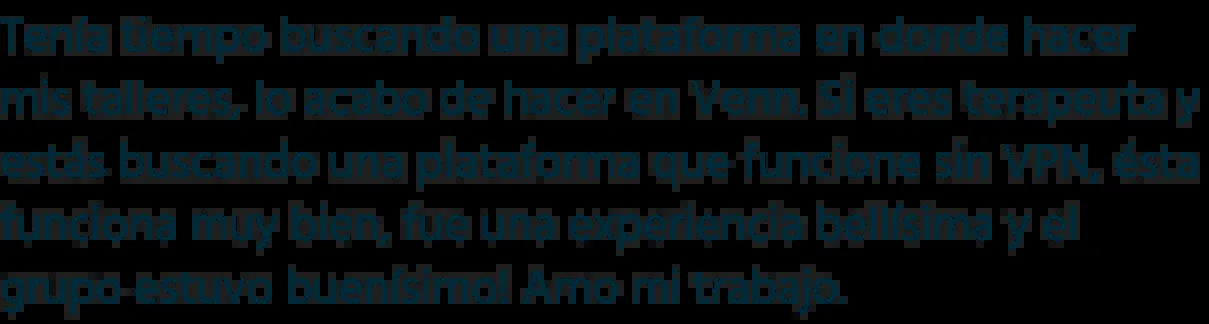 Tenía tiempo buscando una plataforma en donde hacer
mis talleres, lo acabo de hacer en Venn. Si eres terapeuta y
estás buscando una plataforma que funcione sin VPN, ésta
funciona muy bien, fue una experiencia bellísima y el
grupo estuvo buenísimo! Amo mi trabajo.